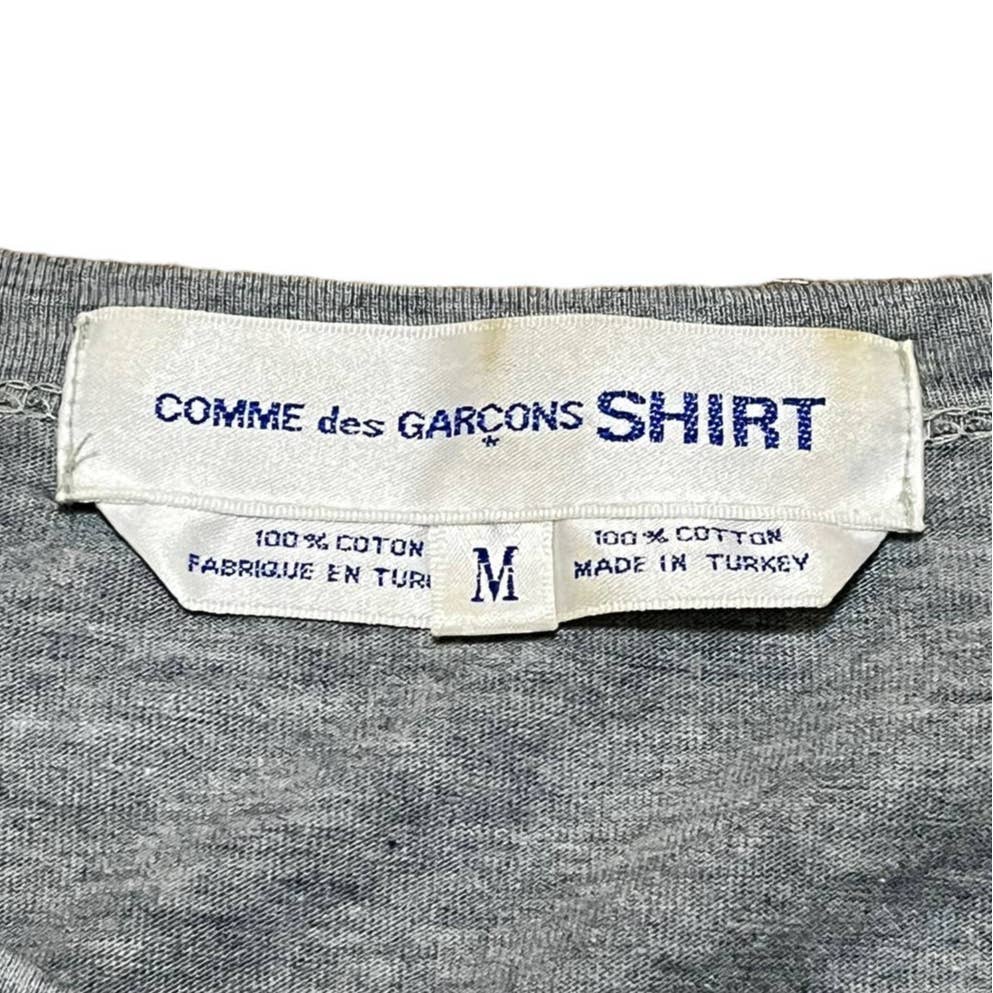 COMME des GARÇONS SHIRT
*
100% COTON
FABRIQUE EN TUR
M
100% COTTON
MADE IN TURKEY